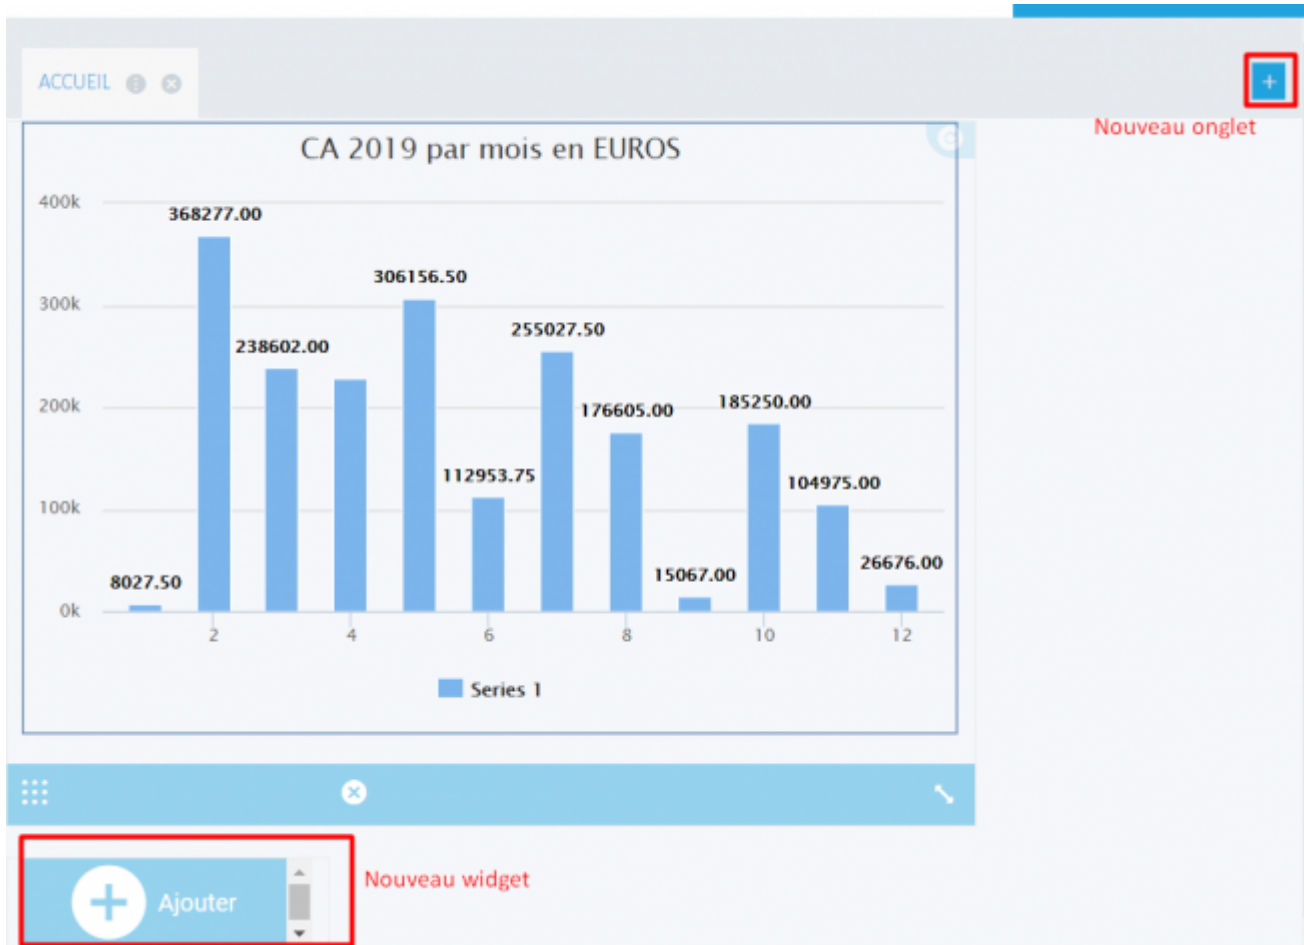 ACCUEIL
+
Nouveau onglet
CA 2019 par mois en EUROS
400k
368277.00
306156.50
300k
255027.50
238602.00
200k
176605.00
185250.00
112953.75
104975.00
100k
8027.50
15067.00
26676.00
0k
2 4 6 8 10 12
Series 1
Ajouter
Nouveau widget